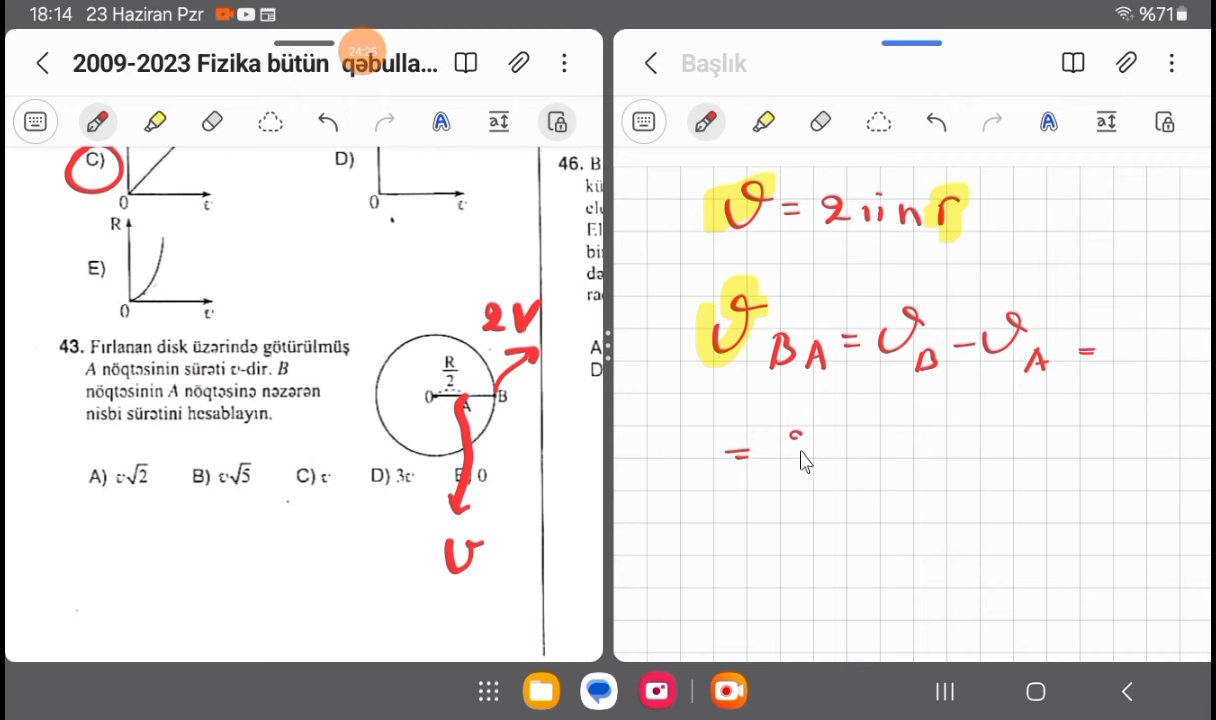 18:14 23 Haziran Pzr
%71
24:25
2009-2023 Fizika bütün qəbulla...
Başlık
C)
0
D)
0
R
E)
0
46. B
kü
ele
El
bi
də
ra
A
D
43. Fırlanan disk üzərində götürülmüş
A nöqtəsinin sürəti v-dir. B
nöqtəsinin A nöqtəsinə nəzərən
nisbi sürətini hesablayın.
R/2
0 A B
2V
A) v√2 B) v√5 C) v D) 3v E) 0
v
ϑ = 2πnr
ϑBA = ϑB - ϑA =
=